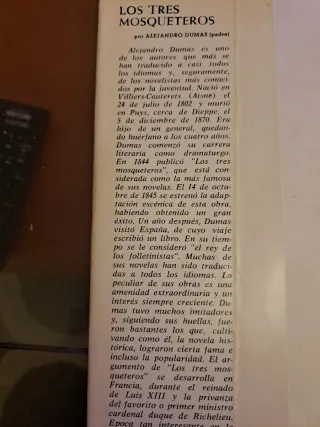 LOS TRES
MOSQUETEROS
por ALEJANDRO DUMAS (padre)
Alejandro Dumas es uno
de los autores que más se
han traducido a casi todos
los idiomas y, seguramente,
de los novelistas más conoci-
dos por la juventud. Nació en
Villiers-Cauterets (Aisne) el
24 de julio de 1802 y murió
en Puys, cerca de Dieppe, el
5 de diciembre de 1870. Era
hijo de un general, quedan-
do huérfano a los cuatro años.
Dumas comenzó su carrera
literaria como dramaturgo.
En 1844 publicó "Los tres
mosqueteros", que está con-
siderada como la más famosa
de sus novelas. El 14 de octu-
bre de 1845 se estrenó la adap-
tación escénica de esta obra,
habiendo obtenido un gran
éxito. Un año después, Dumas
visitó España, de cuyo viaje
escribió un libro. En su tiem-
po se le consideró "el rey de
los folletinistas". Muchas de
sus novelas han sido traduci-
das a todos los idiomas. Lo
peculiar de sus obras es una
amenidad extraordinaria y un
interés siempre creciente. Du-
mas tuvo muchos imitadores
y, siguiendo sus huellas, fue-
ron bastantes los que, culti-
vando como él, la novela his-
tórica, lograron cierta fama e
incluso la popularidad. El ar-
gumento de "Los tres mos-
queteros" se desarrolla en
Francia, durante el reinado
de Luis XIII y la privanza
del favorito o primer ministro
cardenal duque de Richelieu.
Epoca tan interesante en la